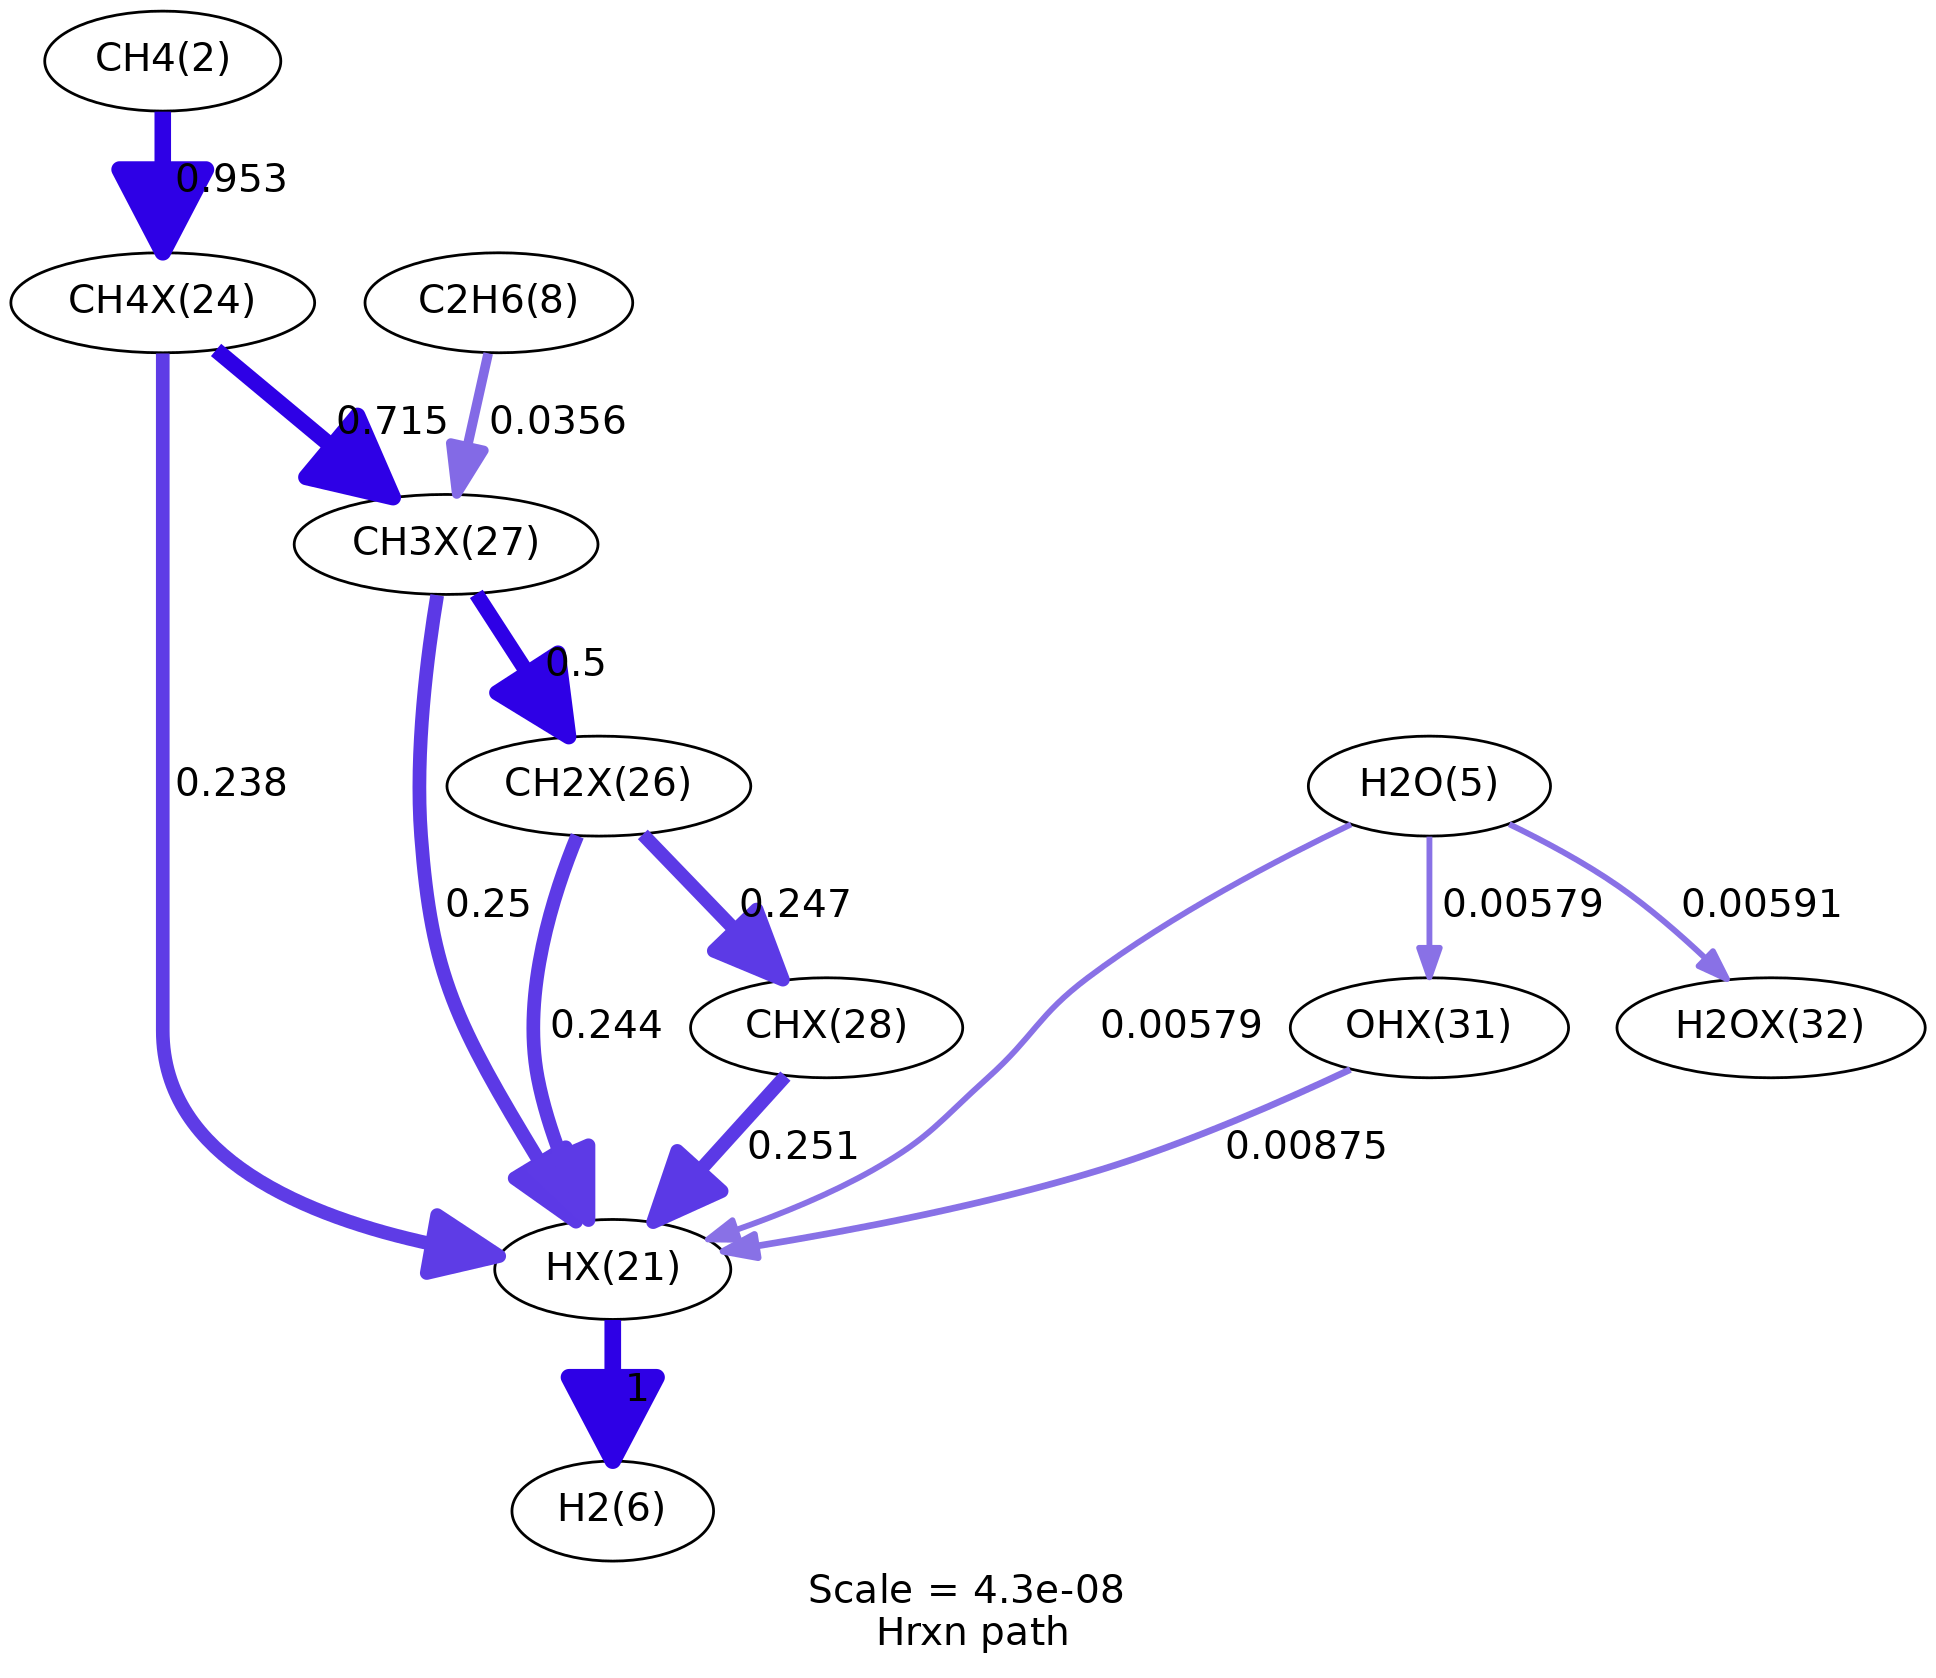 CH4(2)
0.953
CH4X(24)
C2H6(8)
0.715
0.0356
CH3X(27)
0.5
0.238
CH2X(26)
H2O(5)
0.25
0.247
0.00579
0.00591
0.244
CHX(28)
0.00579
OHX(31)
H2OX(32)
0.251
0.00875
HX(21)
1
H2(6)
Scale = 4.3e-08
Hrxn path